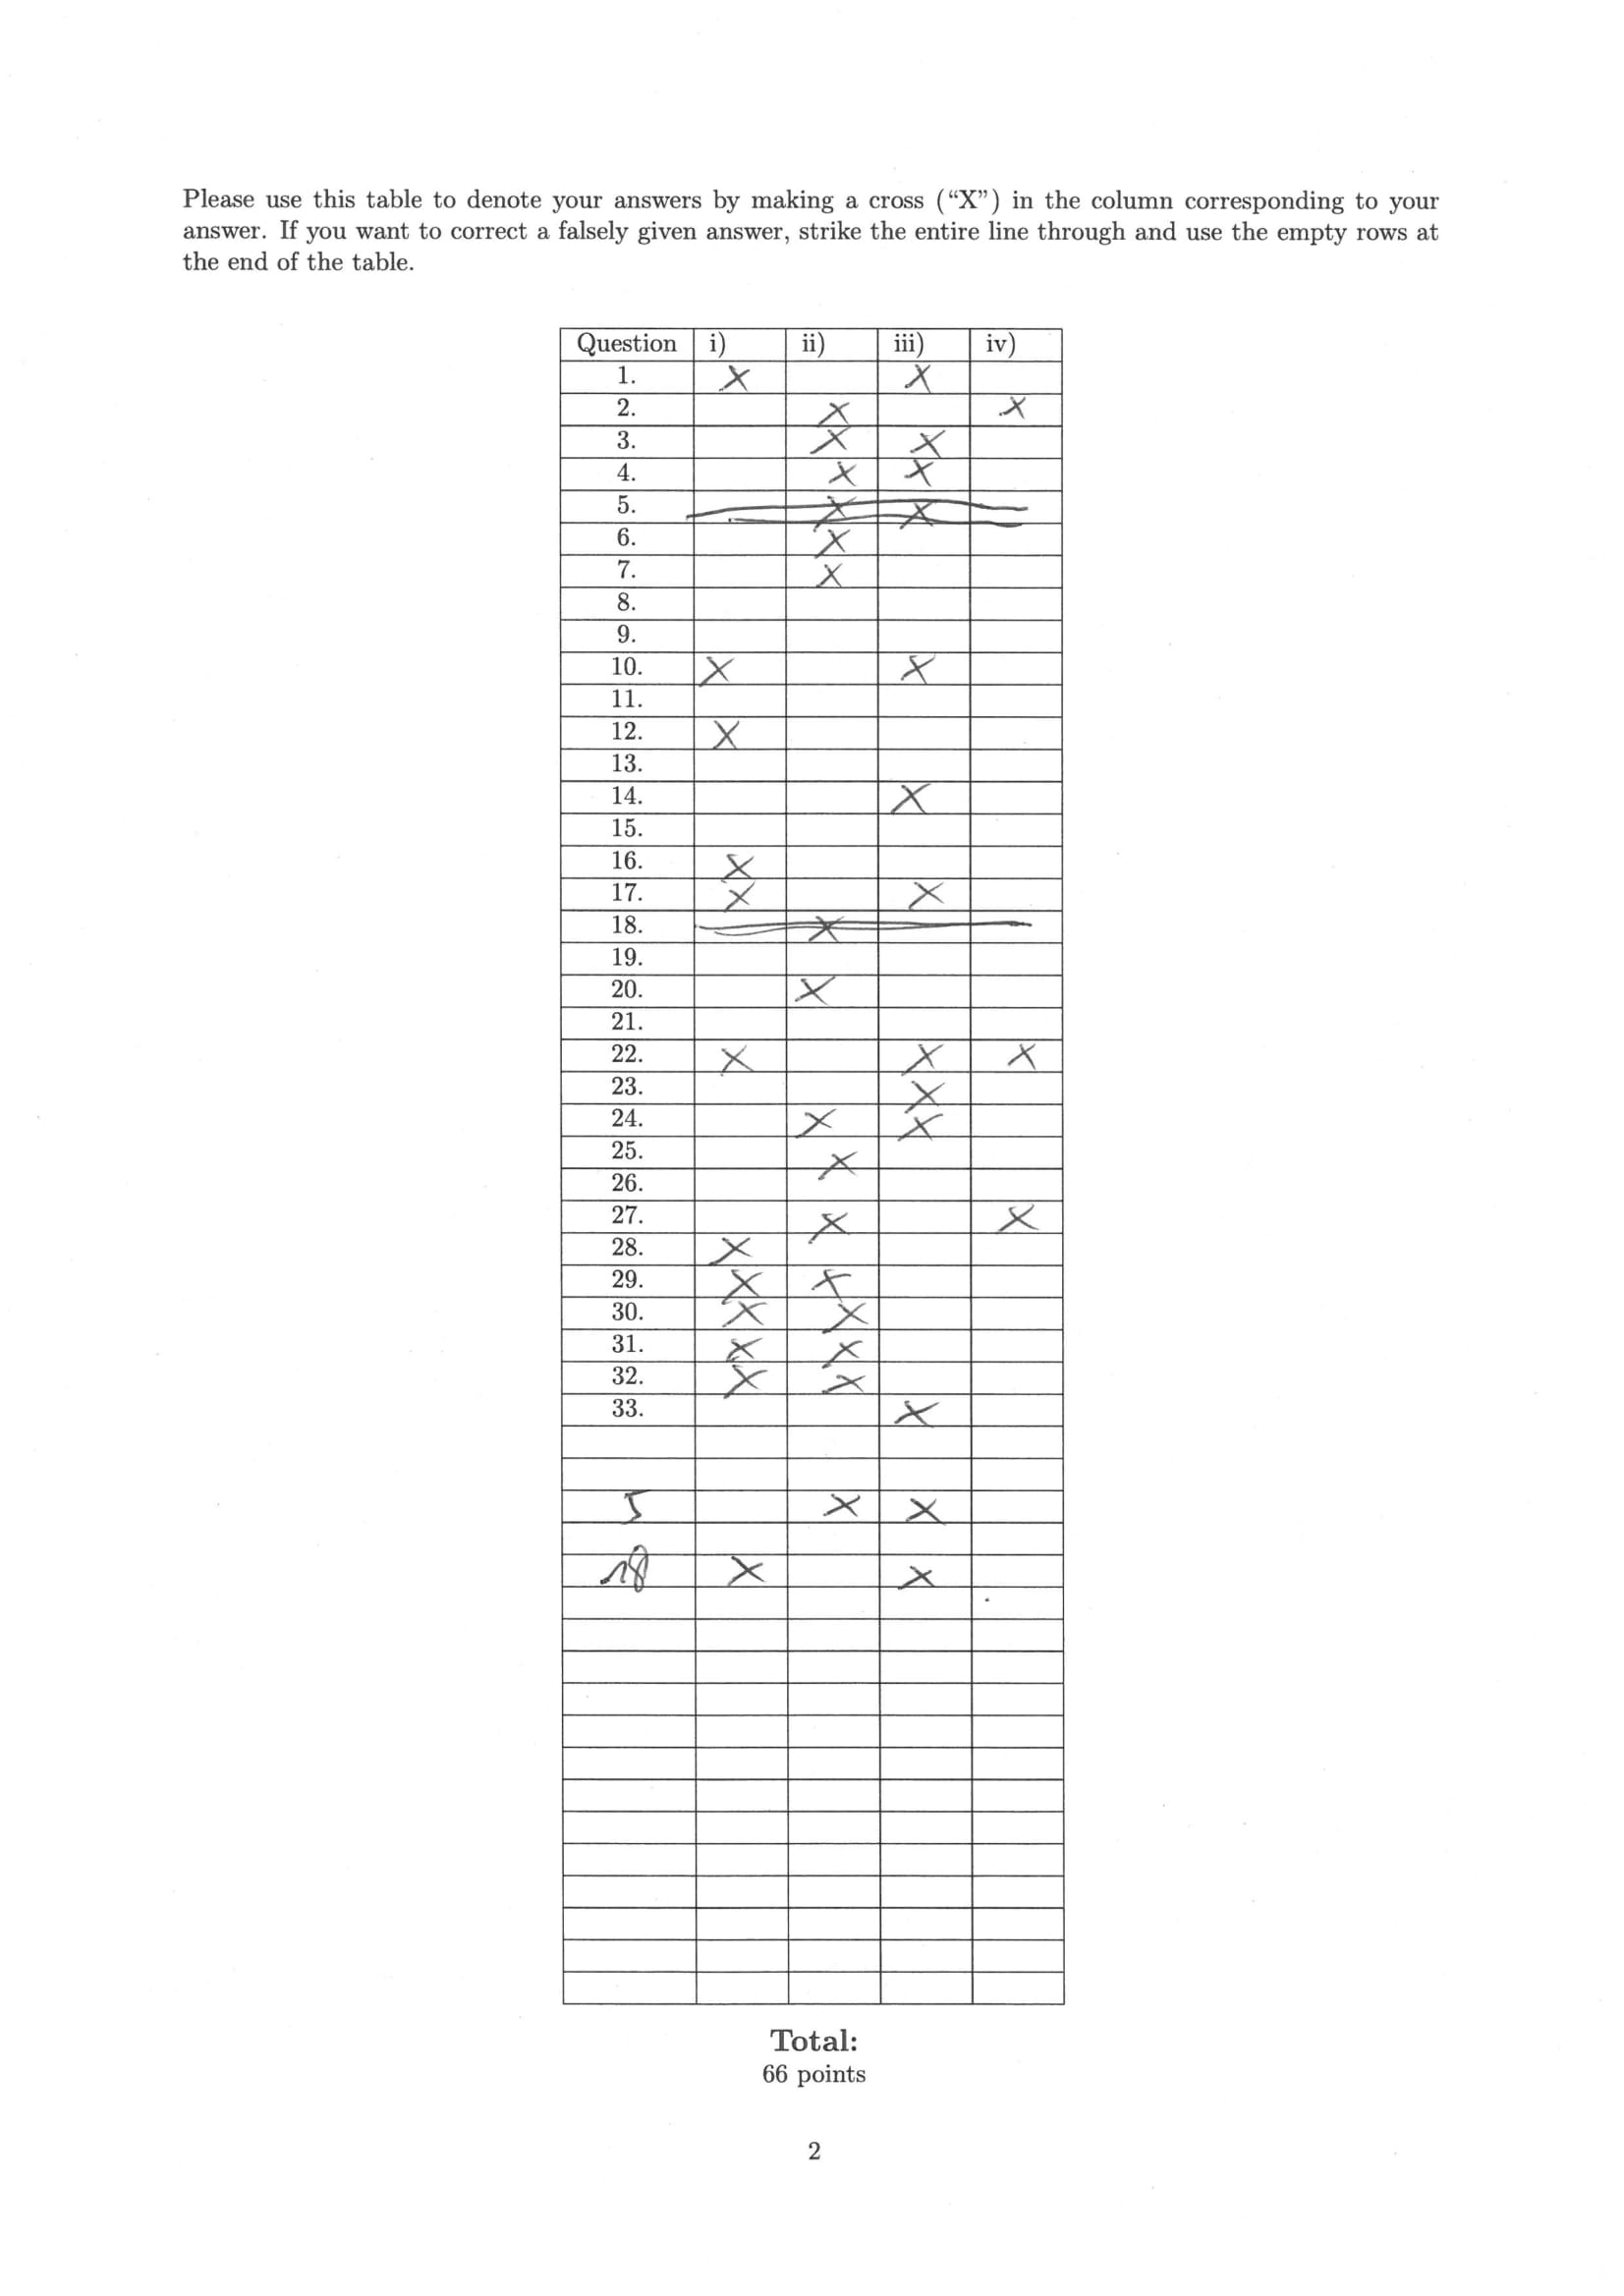 Please use this table to denote your answers by making a cross (“X”) in the column corresponding to your
answer. If you want to correct a falsely given answer, strike the entire line through and use the empty rows at
the end of the table.
Question i) ii) iii) iv)
1. X X
2. X X
3. X X
4. X X
5. X X
6. X
7. X
8.
9.
10. X X
11.
12. X
13.
14. X
15.
16. X
17. X X
18. X
19.
20. X
21.
22. X X X
23. X
24. X X
25. X
26.
27. X X
28. X
29. X X
30. X X
31. X X
32. X X
33. X
5 X X
18 X X
Total:
66 points
2